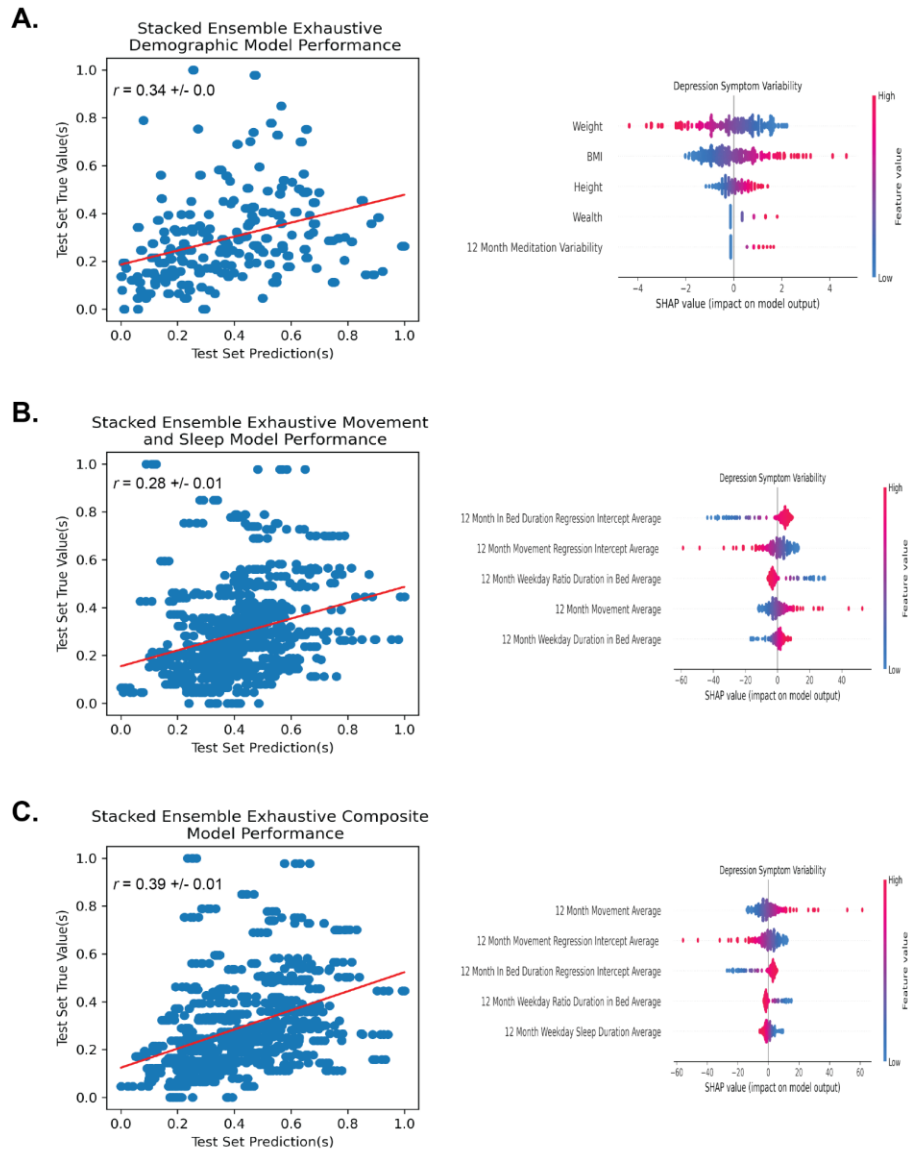 A.
Stacked Ensemble Exhaustive
Demographic Model Performance
r = 0.34 +/- 0.0
Test Set True Value(s)
1.0
0.8
0.6
0.4
0.2
0.0
0.0 0.2 0.4 0.6 0.8 1.0
Test Set Prediction(s)
Depression Symptom Variability
Weight
BMI
Height
Wealth
12 Month Meditation Variability
−4 −2 0 2 4
SHAP value (impact on model output)
High
Feature value
Low
B.
Stacked Ensemble Exhaustive Movement
and Sleep Model Performance
r = 0.28 +/- 0.01
Test Set True Value(s)
1.0
0.8
0.6
0.4
0.2
0.0
0.0 0.2 0.4 0.6 0.8 1.0
Test Set Prediction(s)
Depression Symptom Variability
12 Month In Bed Duration Regression Intercept Average
12 Month Movement Regression Intercept Average
12 Month Weekday Ratio Duration in Bed Average
12 Month Movement Average
12 Month Weekday Duration in Bed Average
−60 −40 −20 0 20 40
SHAP value (impact on model output)
High
Feature value
Low
C.
Stacked Ensemble Exhaustive Composite
Model Performance
r = 0.39 +/- 0.01
Test Set True Value(s)
1.0
0.8
0.6
0.4
0.2
0.0
0.0 0.2 0.4 0.6 0.8 1.0
Test Set Prediction(s)
Depression Symptom Variability
12 Month Movement Average
12 Month Movement Regression Intercept Average
12 Month In Bed Duration Regression Intercept Average
12 Month Weekday Ratio Duration in Bed Average
12 Month Weekday Sleep Duration Average
−60 −40 −20 0 20 40 60
SHAP value (impact on model output)
High
Feature value
Low